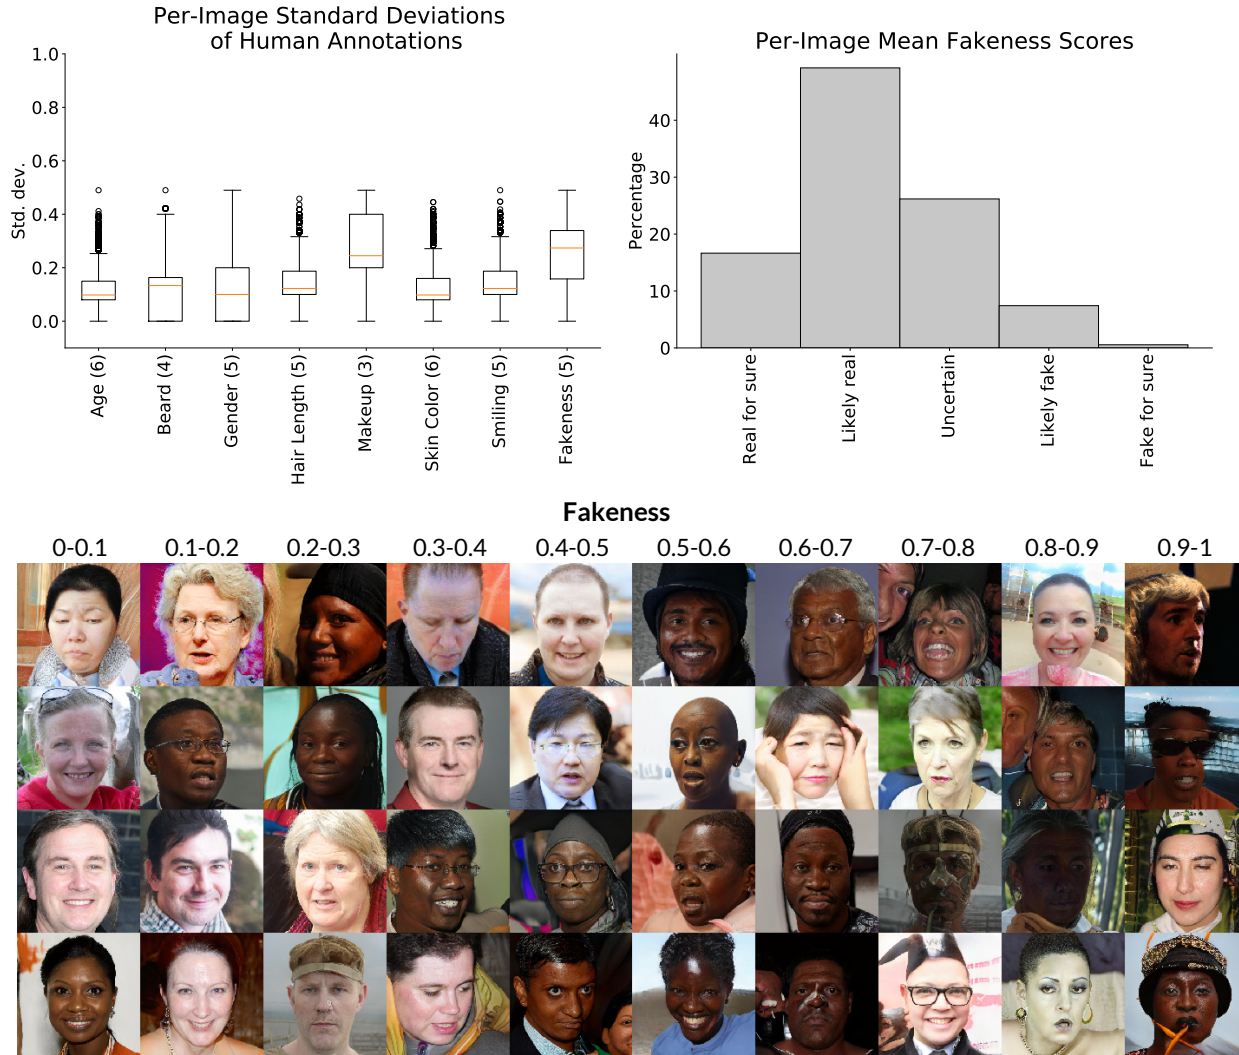 Per-Image Standard Deviations
of Human Annotations
Std. dev.
1.0
0.8
0.6
0.4
0.2
0.0
Age (6)
Beard (4)
Gender (5)
Hair Length (5)
Makeup (3)
Skin Color (6)
Smiling (5)
Fakeness (5)
Per-Image Mean Fakeness Scores
Percentage
40
30
20
10
0
Real for sure
Likely real
Uncertain
Likely fake
Fake for sure
Fakeness
0-0.1 0.1-0.2 0.2-0.3 0.3-0.4 0.4-0.5 0.5-0.6 0.6-0.7 0.7-0.8 0.8-0.9 0.9-1